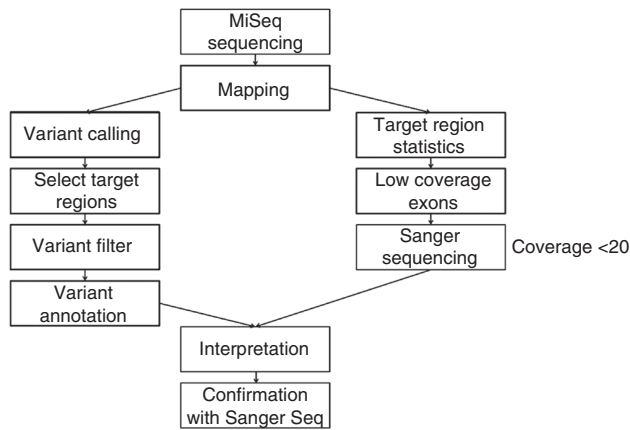 MiSeq
sequencing
Mapping
Variant calling
Target region
statistics
Select target
regions
Low coverage
exons
Variant filter
Sanger
sequencing
Coverage <20
Variant
annotation
Interpretation
Confirmation
with Sanger Seq